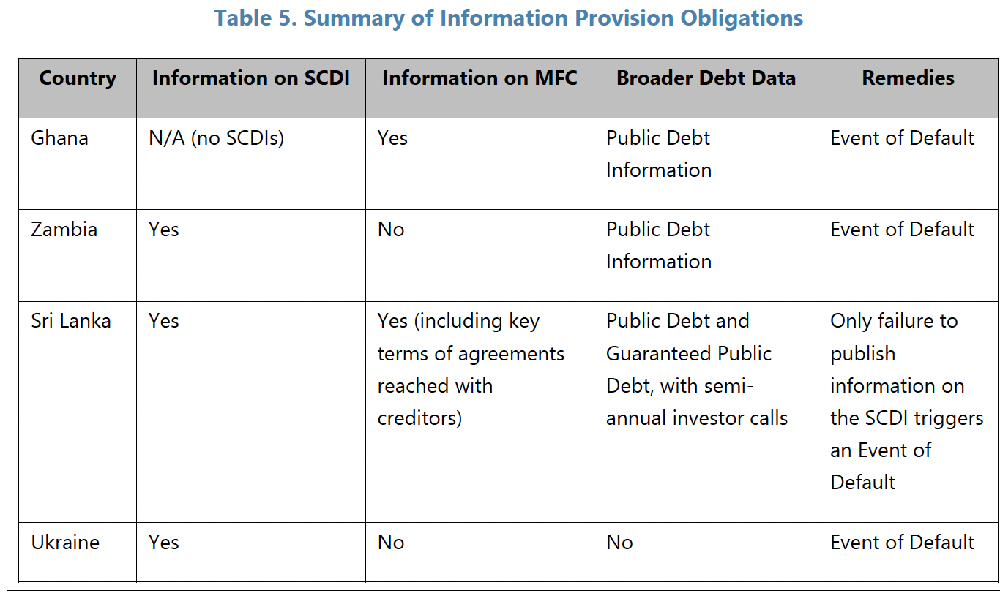 Table 5. Summary of Information Provision Obligations
Country Information on SCDI Information on MFC Broader Debt Data Remedies
Ghana N/A (no SCDIs) Yes Public Debt Event of Default
Information
Zambia Yes No Public Debt Event of Default
Information
Sri Lanka Yes Yes (including key Public Debt and Only failure to
terms of agreements Guaranteed Public publish
reached with Debt, with semi- information on
creditors) annual investor calls the SCDI triggers
an Event of
Default
Ukraine Yes No No Event of Default